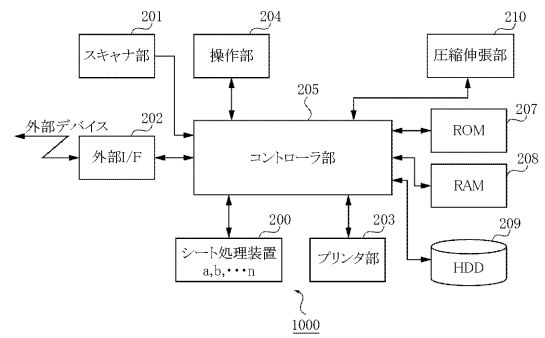 201
スキャナ部
204
操作部
210
圧縮伸張部
205
コントローラ部
207
ROM
外部デバイス
202
外部I/F
208
RAM
200
シート処理装置
a,b,・・・n
203
プリンタ部
209
HDD
1000